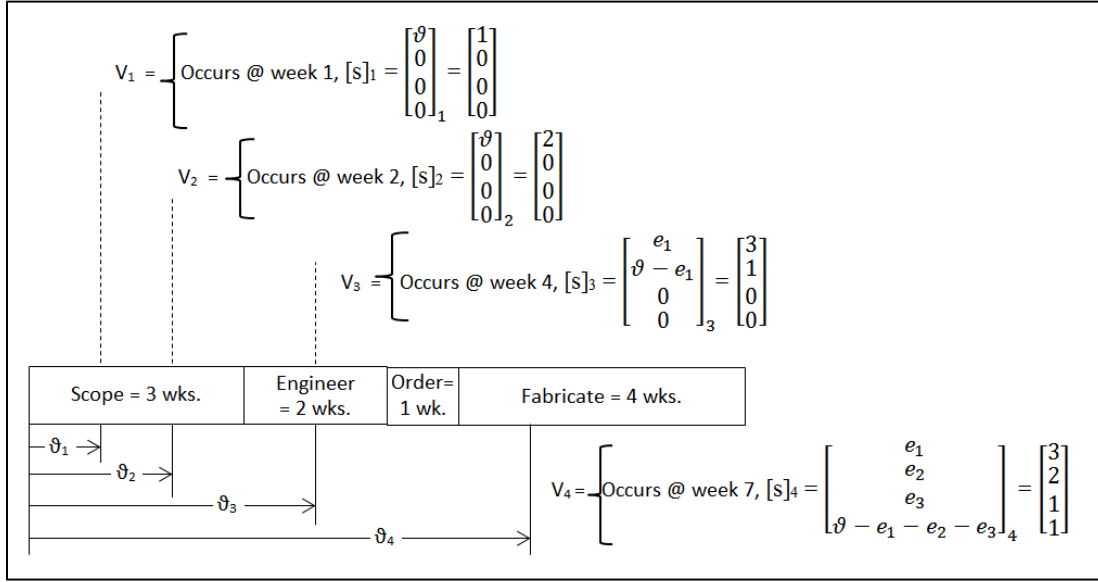 V₁ = { Occurs @ week 1, [s]₁ = [ϑ 0 0 0]₁ = [1 0 0 0]
V₂ = { Occurs @ week 2, [s]₂ = [ϑ 0 0 0]₂ = [2 0 0 0]
V₃ = { Occurs @ week 4, [s]₃ = [e₁ ϑ − e₁ 0 0]₃ = [3 1 0 0]
Scope = 3 wks.
Engineer
= 2 wks.
Order=
1 wk.
Fabricate = 4 wks.
ϑ₁
ϑ₂
ϑ₃
ϑ₄
V₄= { Occurs @ week 7, [s]₄ = [e₁ e₂ e₃ ϑ − e₁ − e₂ − e₃]₄ = [3 2 1 1]